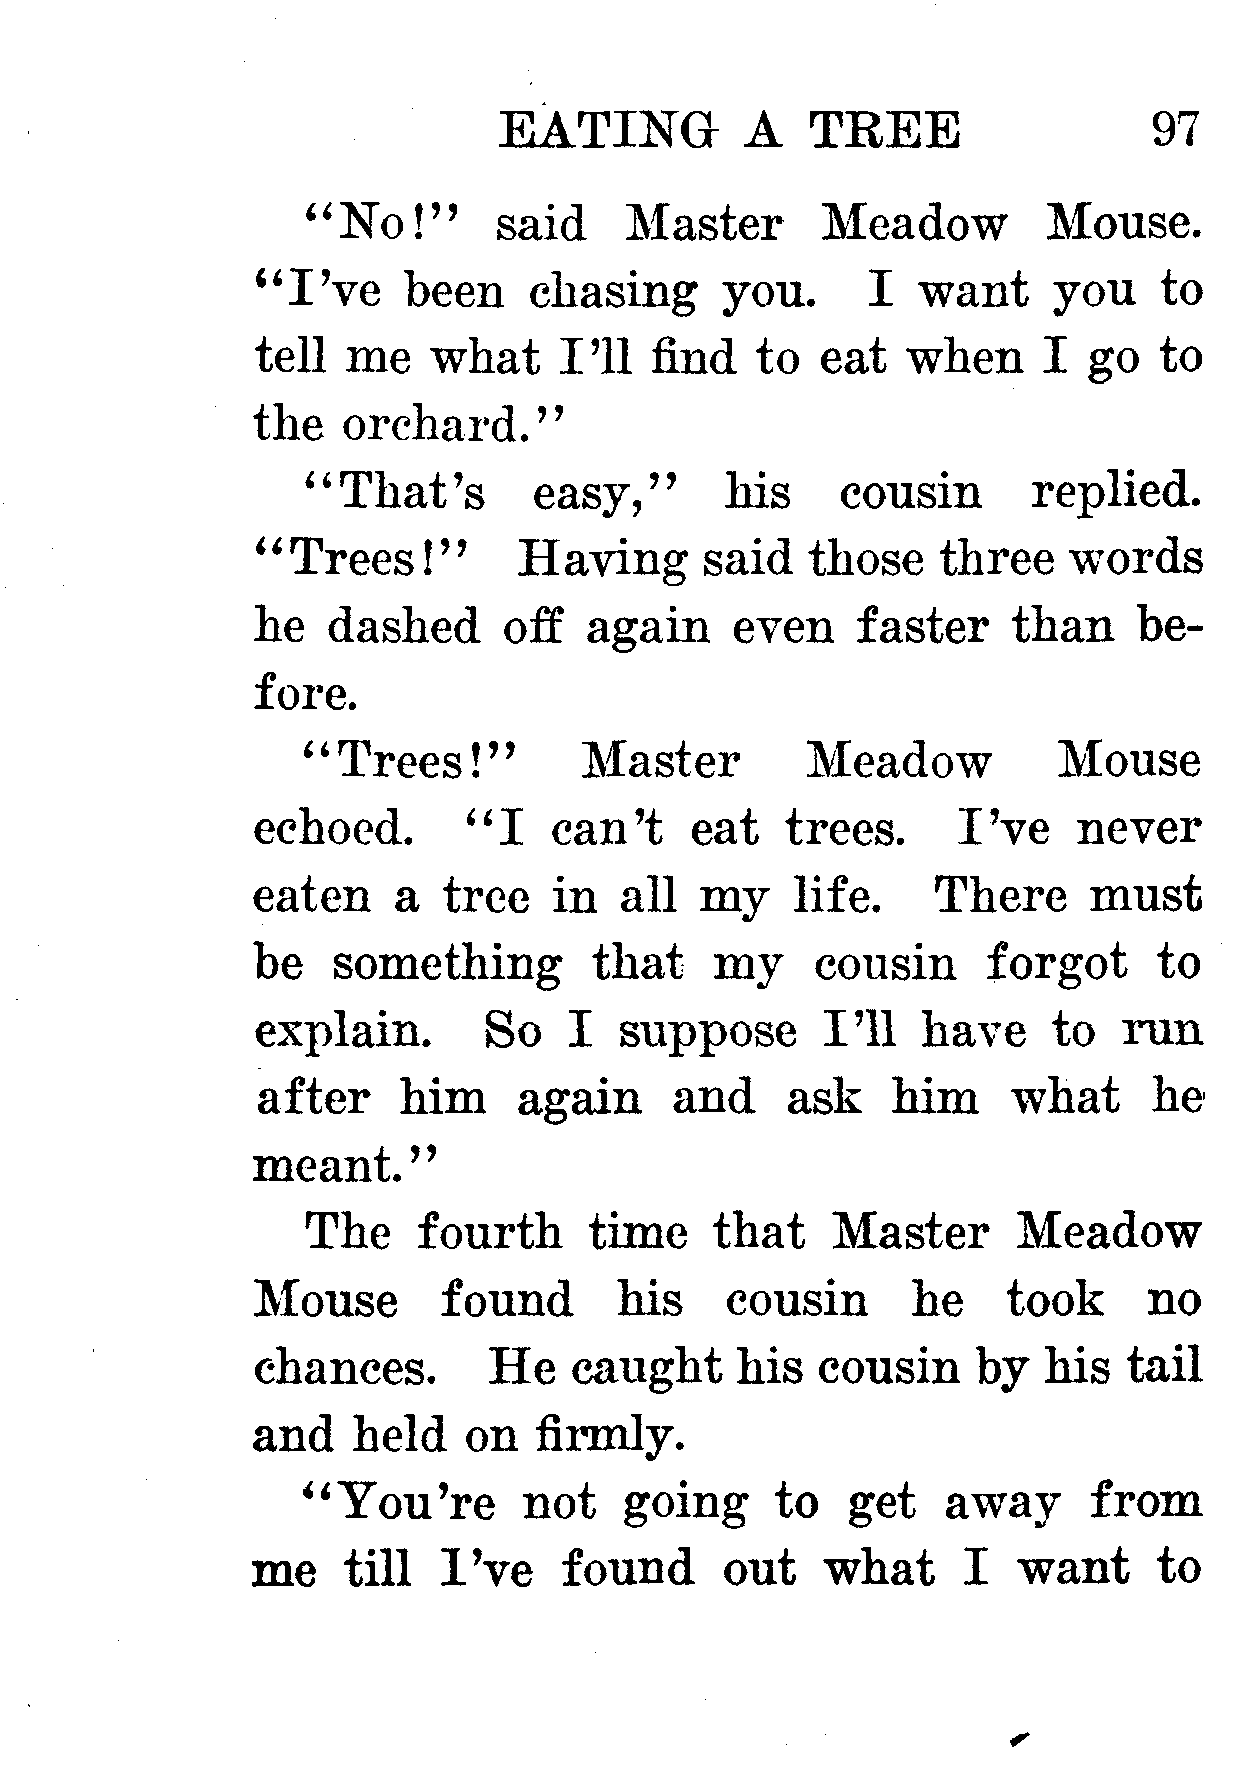 EATING A TREE 97
"No!" said Master Meadow Mouse.
"I've been chasing you. I want you to
tell me what I'll find to eat when I go to
the orchard."
"That's easy," his cousin replied.
"Trees!" Having said those three words
he dashed off again even faster than be-
fore.
"Trees!" Master Meadow Mouse
echoed. "I can't eat trees. I've never
eaten a tree in all my life. There must
be something that my cousin forgot to
explain. So I suppose I'll have to run
after him again and ask him what he
meant."
The fourth time that Master Meadow
Mouse found his cousin he took no
chances. He caught his cousin by his tail
and held on firmly.
"You're not going to get away from
me till I've found out what I want to